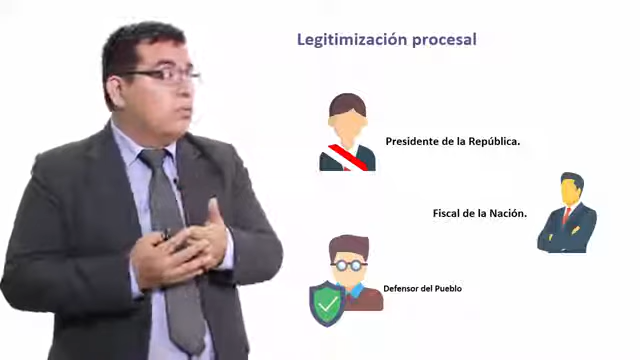 Legitimización procesal
Presidente de la República.
Fiscal de la Nación.
Defensor del Pueblo